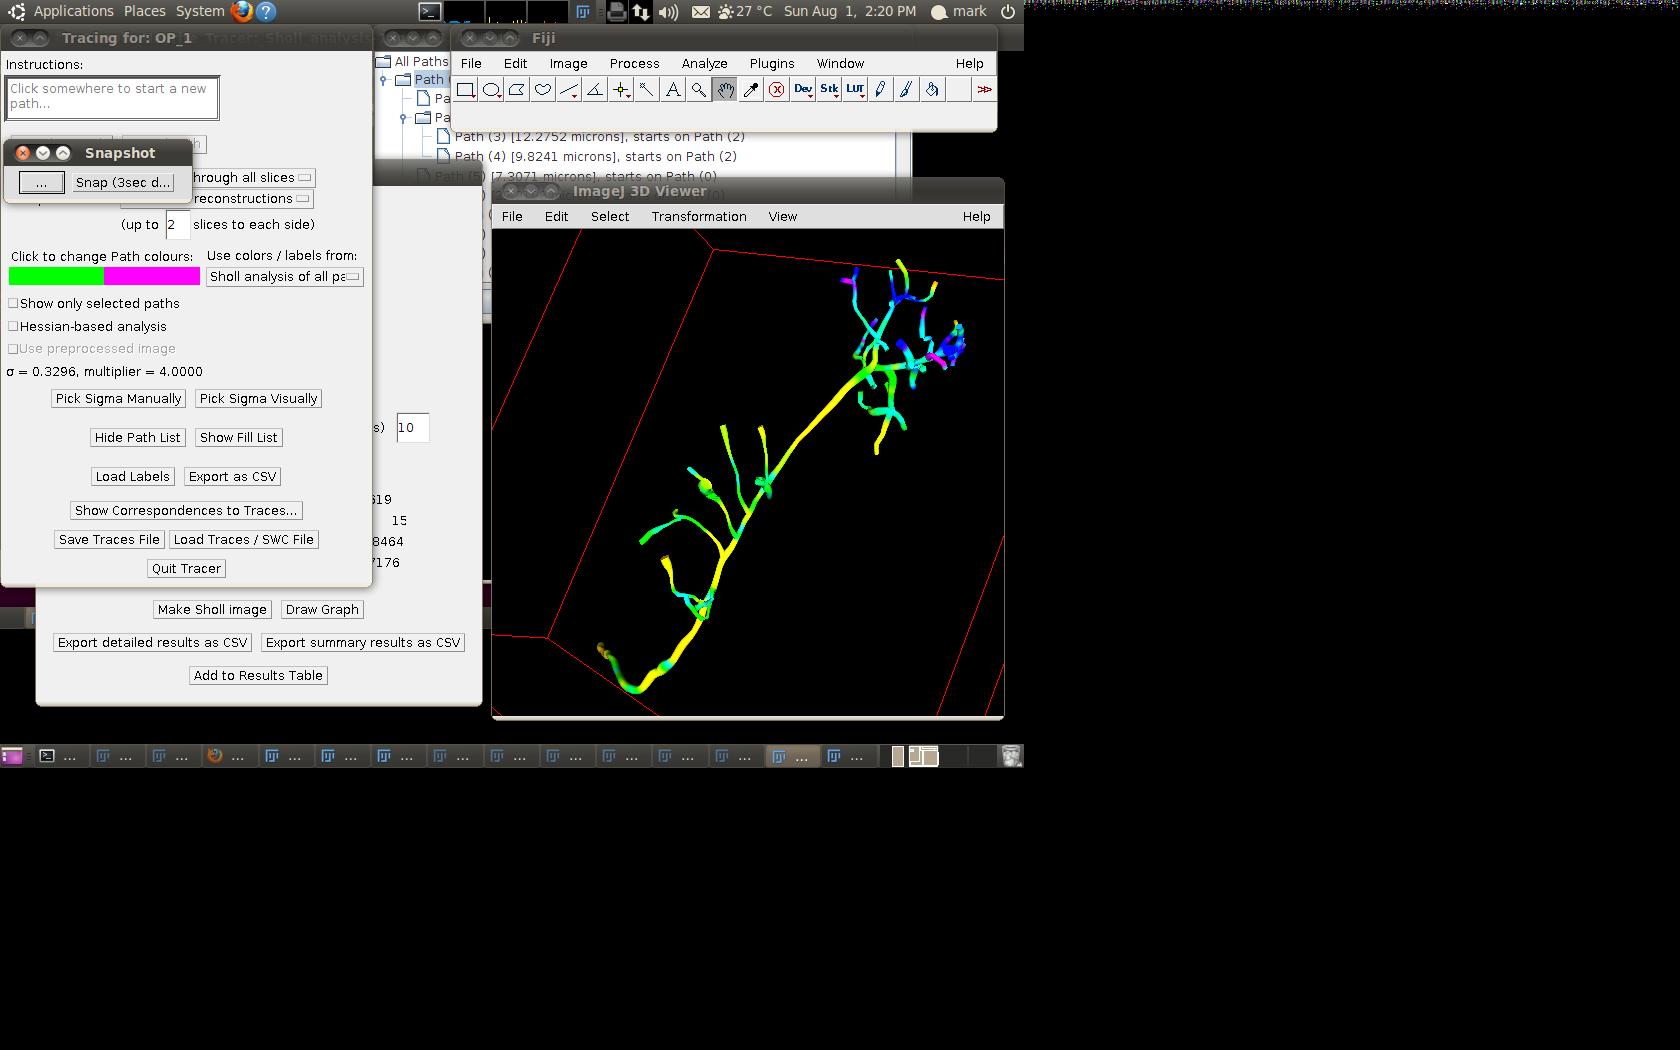 Applications Places System
27 °C Sun Aug 1, 2:20 PM mark
Tracing for: OP_1
Instructions:
Click somewhere to start a new
path...
Snapshot
...
Snap (3sec d...
hrough all slices
reconstructions
(up to 2 slices to each side)
Click to change Path colours:
Use colors / labels from:
Sholl analysis of all pa
Show only selected paths
Hessian-based analysis
Use preprocessed image
σ = 0.3296, multiplier = 4.0000
Pick Sigma Manually
Pick Sigma Visually
Hide Path List
Show Fill List
Load Labels
Export as CSV
Show Correspondences to Traces...
Save Traces File
Load Traces / SWC File
Quit Tracer
s) 10
619
15
8464
7176
Make Sholl image
Draw Graph
Export detailed results as CSV
Export summary results as CSV
Add to Results Table
All Paths
Path
Pa
Pa
Path (3) [12.2752 microns], starts on Path (2)
Path (4) [9.8241 microns], starts on Path (2)
Path (5) [7.3071 microns], starts on Path (0)
Fiji
File Edit Image Process Analyze Plugins Window Help
A Dev Stk LUT >>
ImageJ 3D Viewer
File Edit Select Transformation View Help
... ... ... ... ... ... ... ... ... ... ... ... ... ... ...